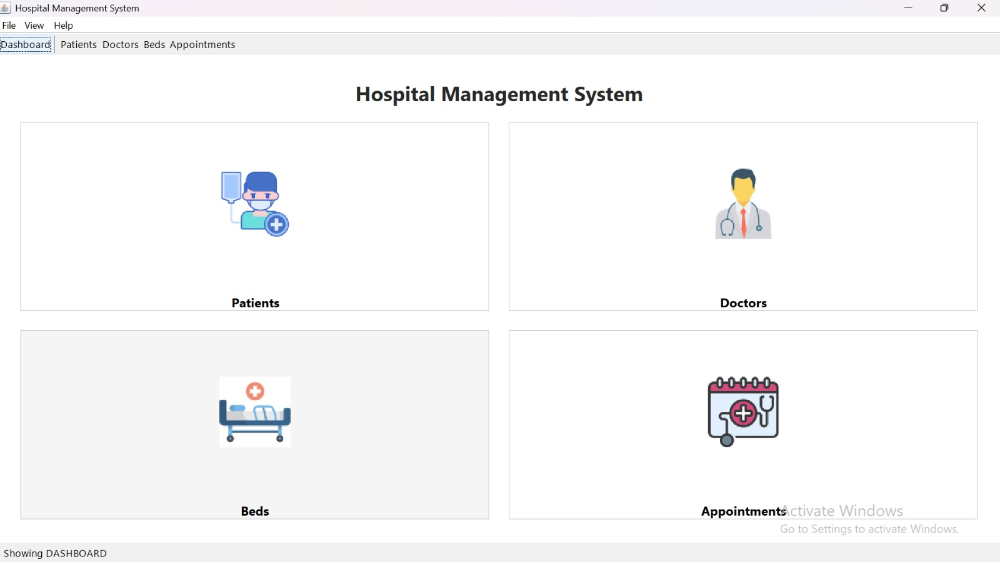 Hospital Management System
File View Help
Dashboard Patients Doctors Beds Appointments
Hospital Management System
Patients
Doctors
Beds
Appointments
Activate Windows
Go to Settings to activate Windows.
Showing DASHBOARD